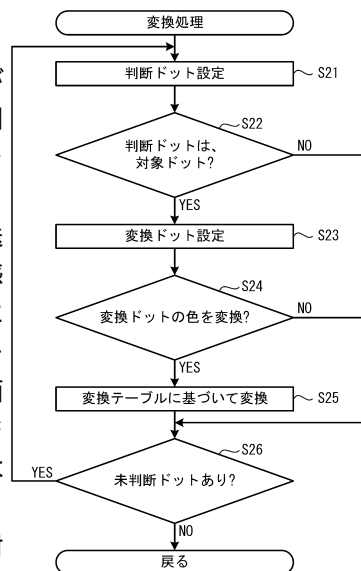 変換処理
判断ドット設定
S21
S22
判断ドットは、
対象ドット?
NO
YES
変換ドット設定
S23
S24
変換ドットの色を変換?
NO
YES
変換テーブルに基づいて変換
S25
S26
未判断ドットあり?
YES
NO
戻る